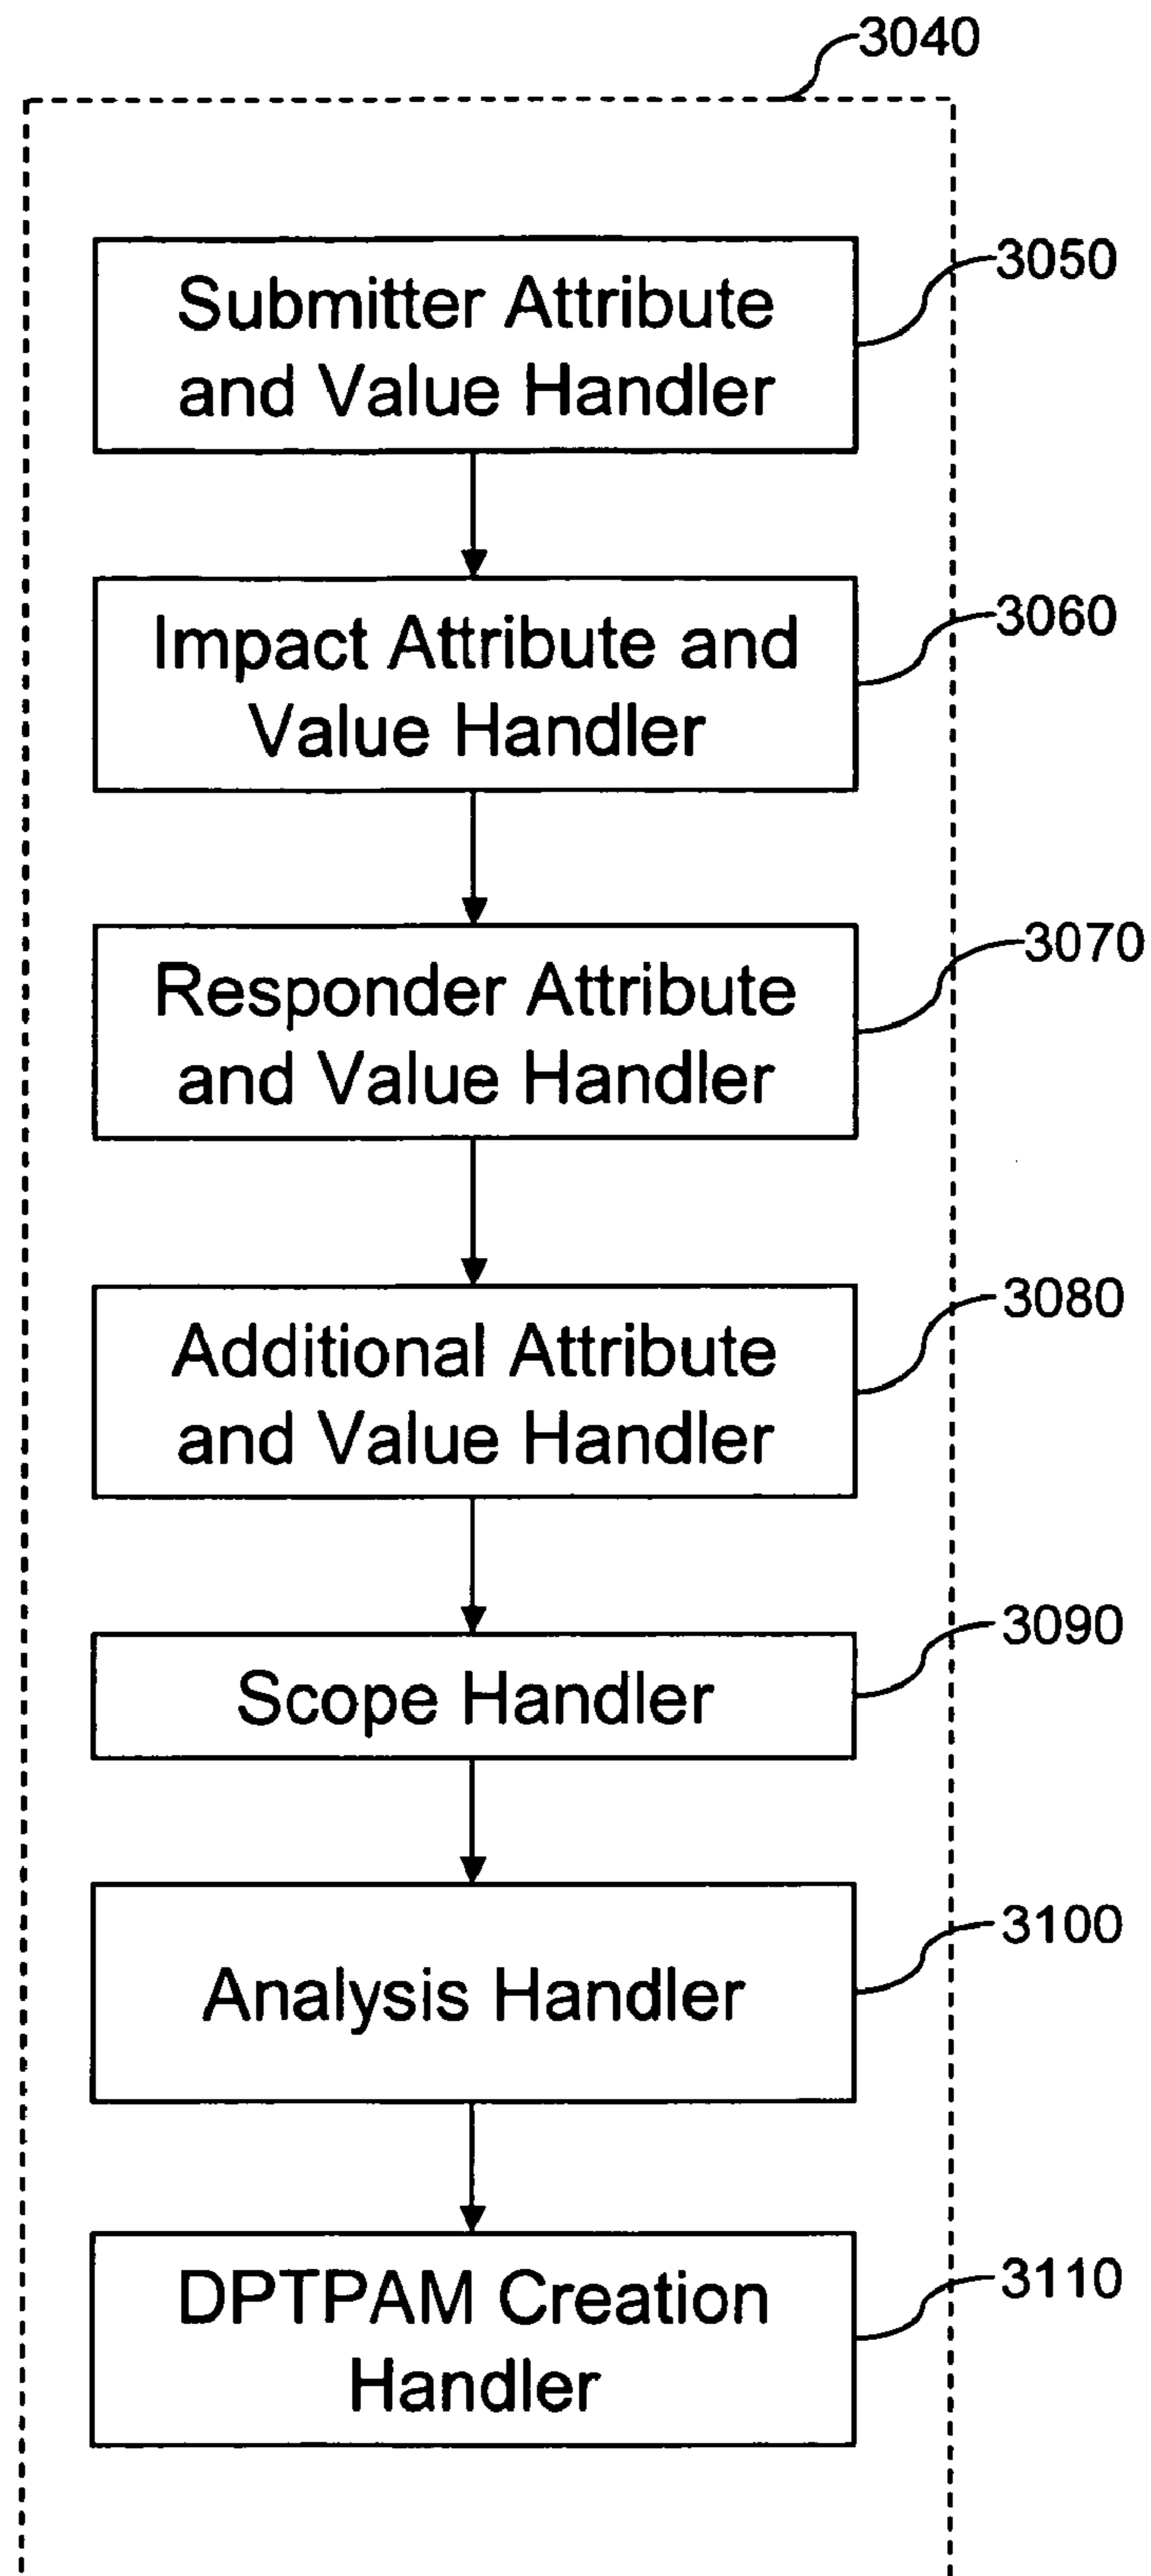 3040
Submitter Attribute
and Value Handler
3050
Impact Attribute and
Value Handler
3060
Responder Attribute
and Value Handler
3070
Additional Attribute
and Value Handler
3080
Scope Handler
3090
Analysis Handler
3100
DPTPAM Creation
Handler
3110